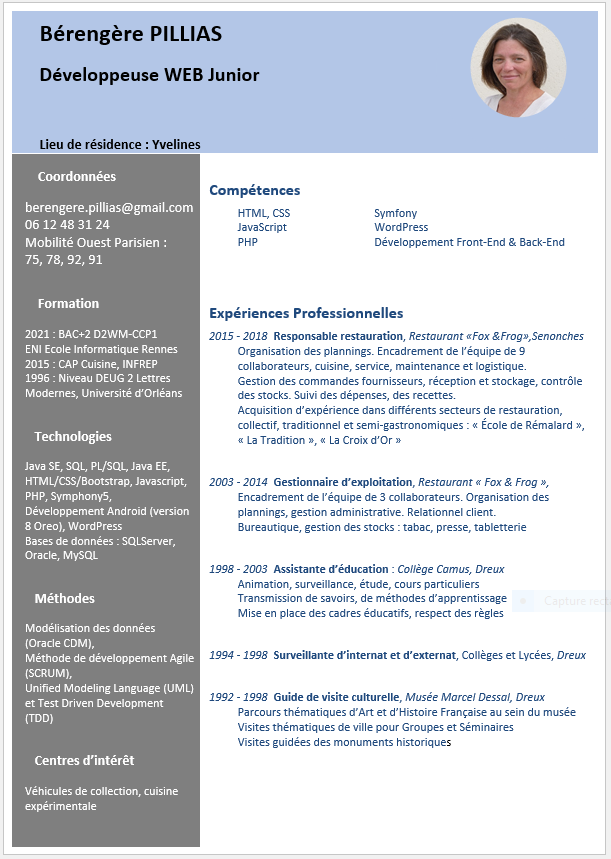 Bérengère PILLIAS
Développeuse WEB Junior
Lieu de résidence : Yvelines
Coordonnées
berengere.pillias@gmail.com
06 12 48 31 24
Mobilité Ouest Parisien :
75, 78, 92, 91
Formation
2021 : BAC+2 D2WM-CCP1
ENI Ecole Informatique Rennes
2015 : CAP Cuisine, INFREP
1996 : Niveau DEUG 2 Lettres
Modernes, Université d’Orléans
Technologies
Java SE, SQL, PL/SQL, Java EE,
HTML/CSS/Bootstrap, Javascript,
PHP, Symphony5,
Développement Android (version
8 Oreo), WordPress
Bases de données : SQLServer,
Oracle, MySQL
Méthodes
Modélisation des données
(Oracle CDM),
Méthode de développement Agile
(SCRUM),
Unified Modeling Language (UML)
et Test Driven Development
(TDD)
Centres d’intérêt
Véhicules de collection, cuisine
expérimentale
Compétences
HTML, CSS Symfony
JavaScript WordPress
PHP Développement Front-End & Back-End
Expériences Professionnelles
2015 - 2018 Responsable restauration, Restaurant «Fox &Frog»,Senonches
Organisation des plannings. Encadrement de l’équipe de 9
collaborateurs, cuisine, service, maintenance et logistique.
Gestion des commandes fournisseurs, réception et stockage, contrôle
des stocks. Suivi des dépenses, des recettes.
Acquisition d’expérience dans différents secteurs de restauration,
collectif, traditionnel et semi-gastronomiques : « École de Rémalard »,
« La Tradition », « La Croix d’Or »
2003 - 2014 Gestionnaire d’exploitation, Restaurant « Fox & Frog »,
Encadrement de l’équipe de 3 collaborateurs. Organisation des
plannings, gestion administrative. Relationnel client.
Bureautique, gestion des stocks : tabac, presse, tabletterie
1998 - 2003 Assistante d’éducation : Collège Camus, Dreux
Animation, surveillance, étude, cours particuliers
Transmission de savoirs, de méthodes d’apprentissage
Mise en place des cadres éducatifs, respect des règles
Capture rect
1994 - 1998 Surveillante d’internat et d’externat, Collèges et Lycées, Dreux
1992 - 1998 Guide de visite culturelle, Musée Marcel Dessal, Dreux
Parcours thématiques d’Art et d’Histoire Française au sein du musée
Visites thématiques de ville pour Groupes et Séminaires
Visites guidées des monuments historiques